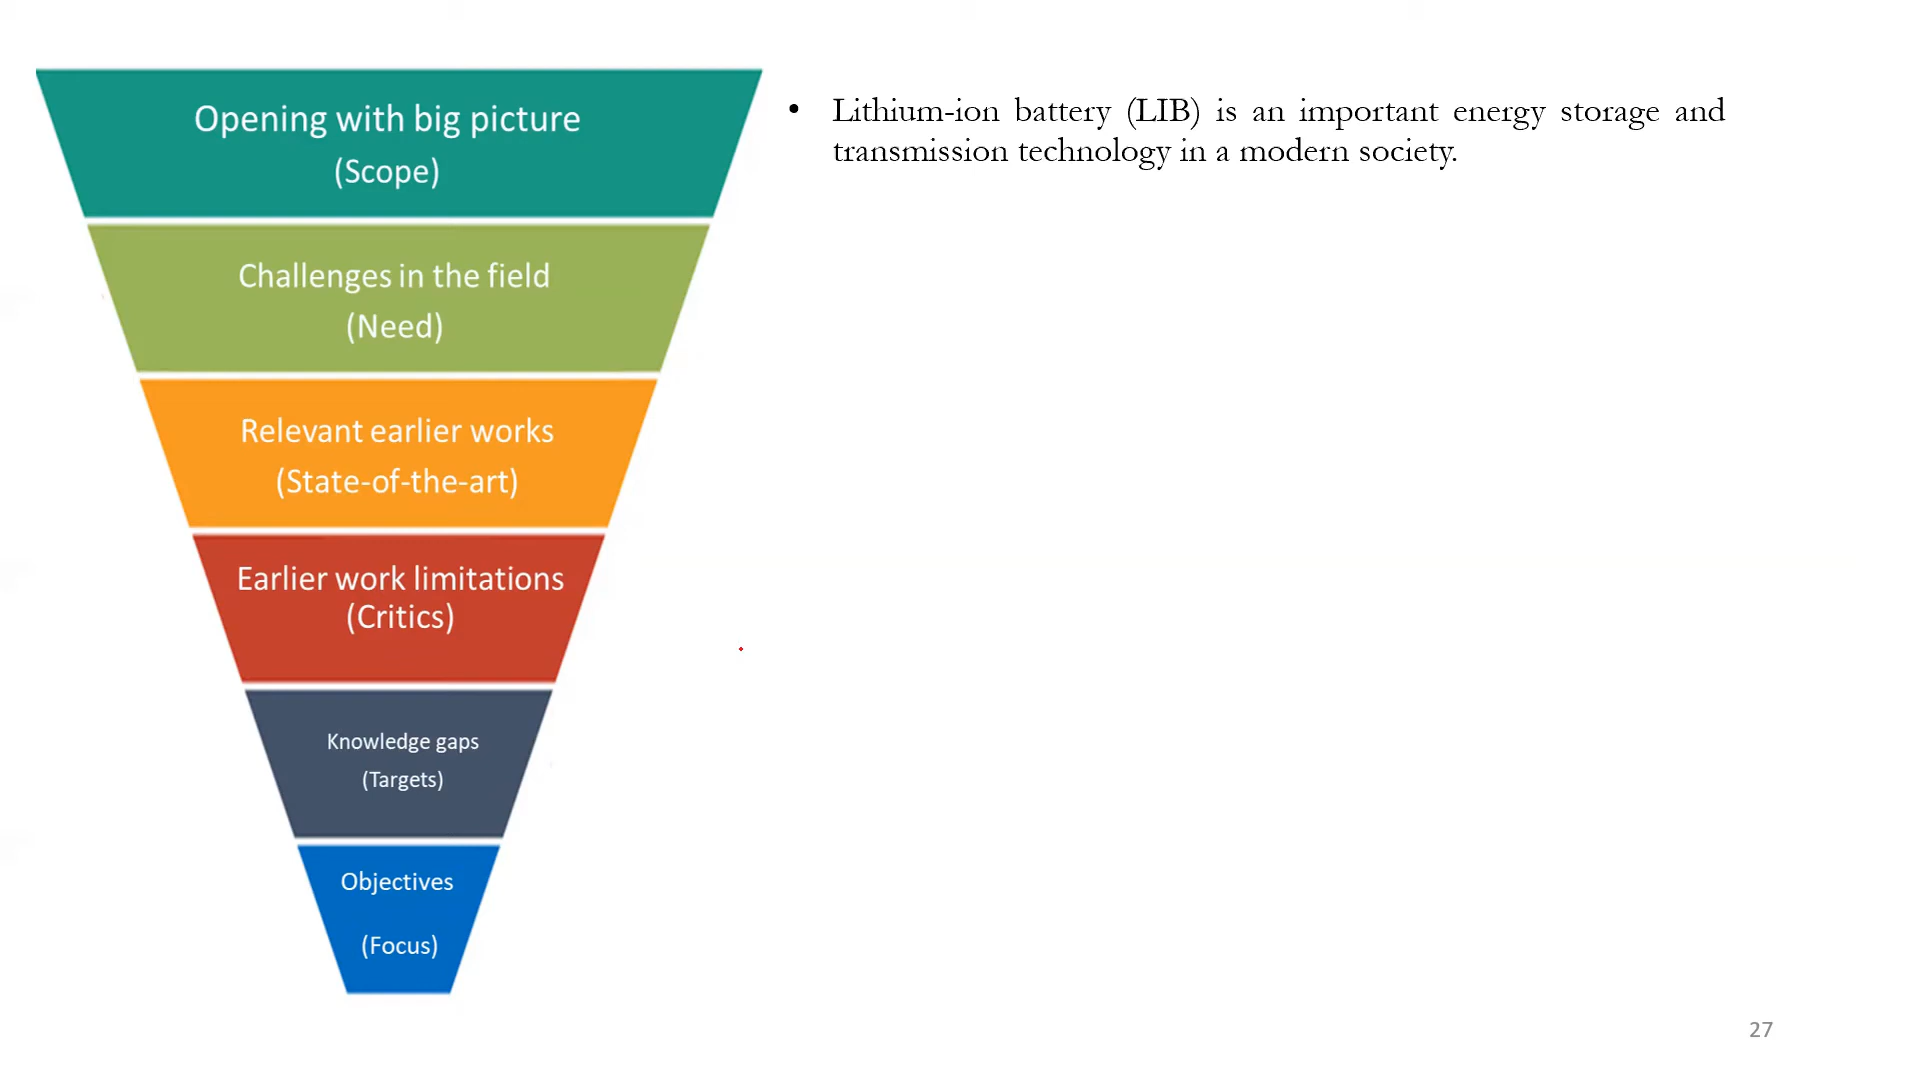 Opening with big picture
(Scope)
Challenges in the field
(Need)
Relevant earlier works
(State-of-the-art)
Earlier work limitations
(Critics)
Knowledge gaps
(Targets)
Objectives
(Focus)
• Lithium-ion battery (LIB) is an important energy storage and
transmission technology in a modern society.
27